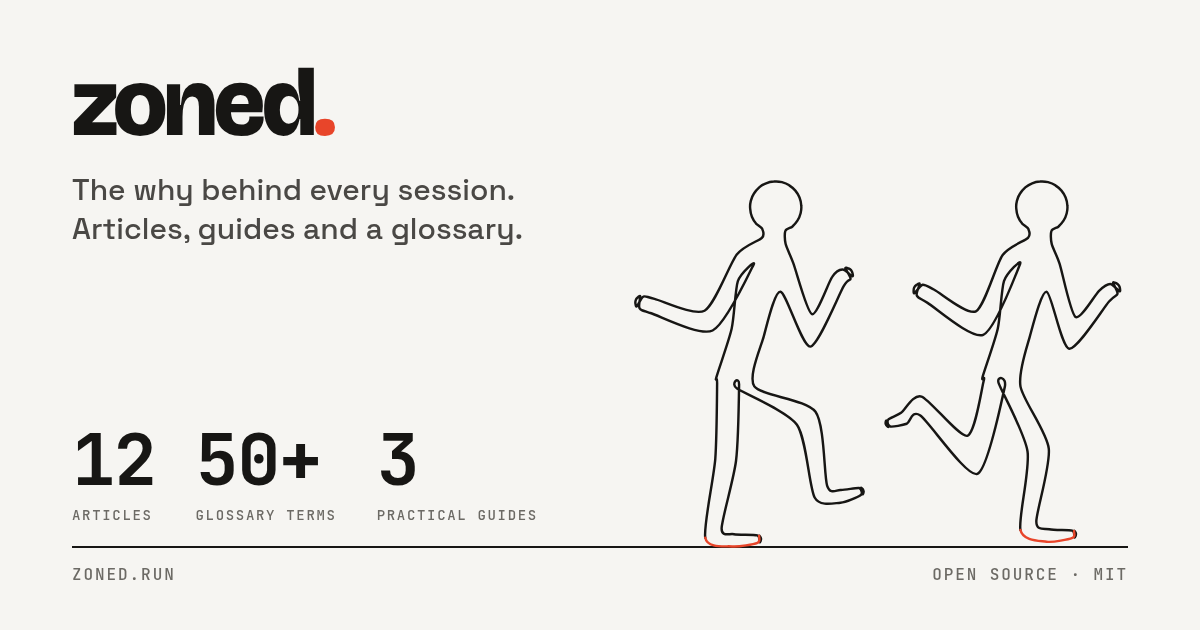 zoned.
The why behind every session.
Articles, guides and a glossary.
12 50+ 3
ARTICLES GLOSSARY TERMS PRACTICAL GUIDES
ZONED.RUN OPEN SOURCE · MIT